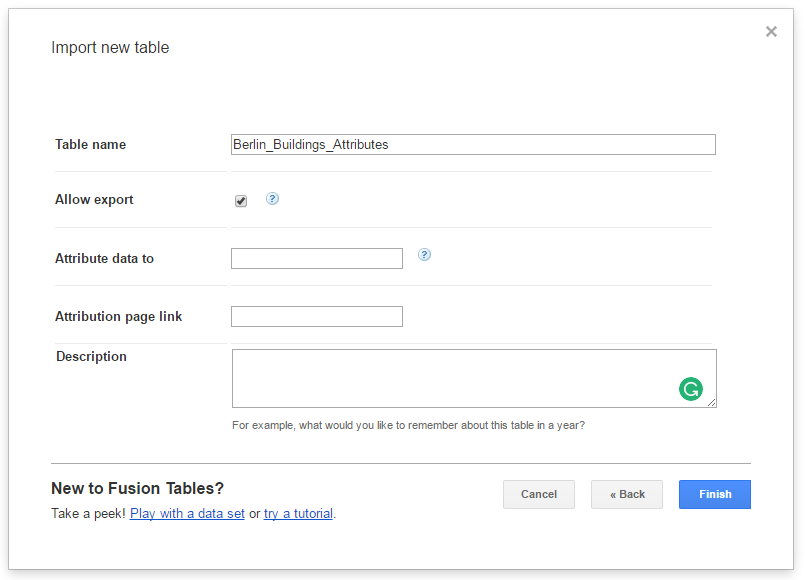 Import new table
Table name
Berlin_Buildings_Attributes
Allow export
?
Attribute data to
?
Attribution page link
Description
G
For example, what would you like to remember about this table in a year?
New to Fusion Tables?
Take a peek! Play with a data set or try a tutorial.
Cancel
« Back
Finish